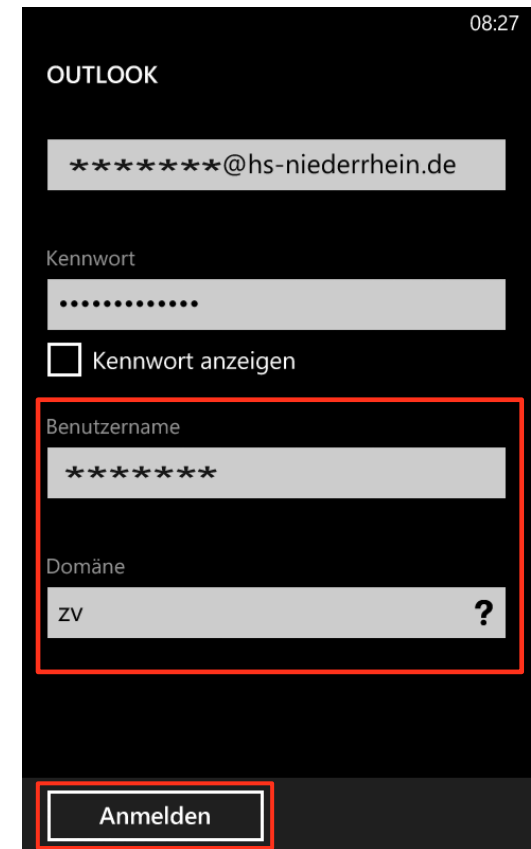 08:27
OUTLOOK
*******@hs-niederrhein.de
Kennwort
•••••••••••••
Kennwort anzeigen
Benutzername
*******
Domäne
zv
?
Anmelden